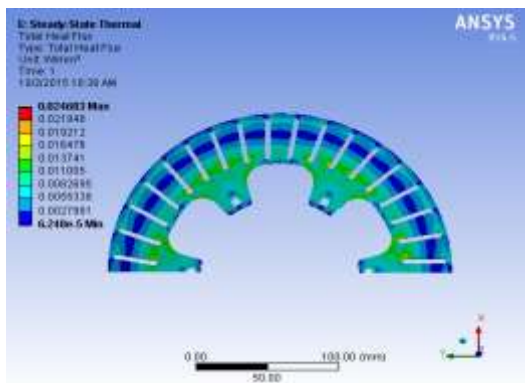 E: Steady-State Thermal
Total Heat Flux
Type: Total Heat Flux
Unit: W/mm²
Time: 1
ANSYS
0.024683 Max
0.021948
0.019212
0.016476
0.013741
0.011005
0.0082695
0.0055338
0.0027981
6.240e-5 Min
X
Y
0.00
100.00 (mm)
50.00